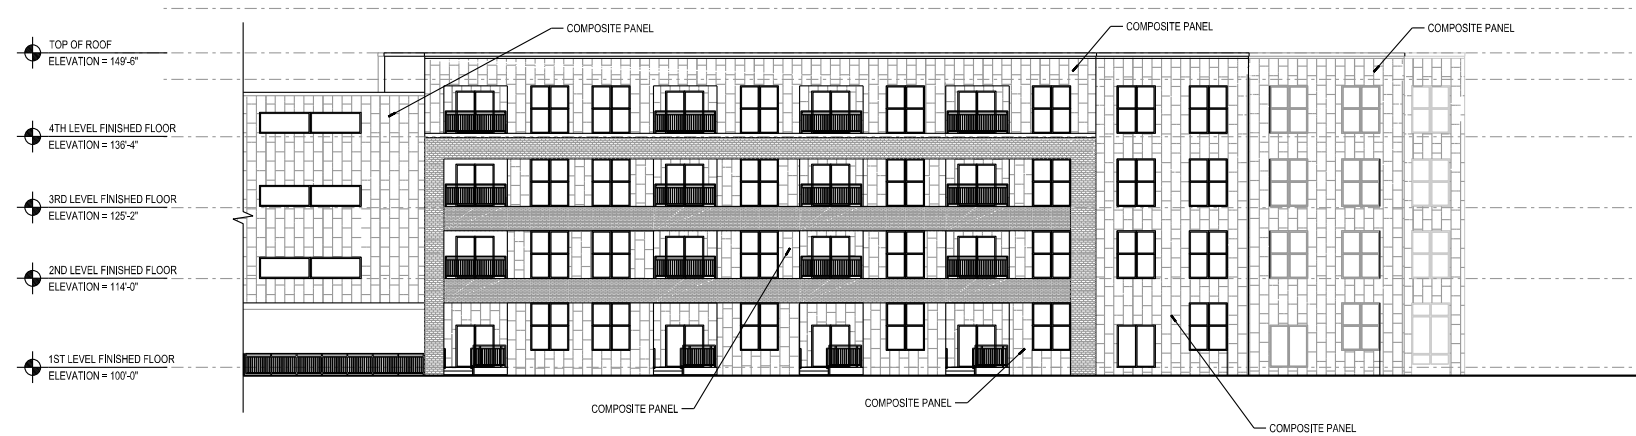 COMPOSITE PANEL
COMPOSITE PANEL
COMPOSITE PANEL
TOP OF ROOF
ELEVATION = 149'-6"
4TH LEVEL FINISHED FLOOR
ELEVATION = 136'-4"
3RD LEVEL FINISHED FLOOR
ELEVATION = 125'-2"
2ND LEVEL FINISHED FLOOR
ELEVATION = 114'-0"
1ST LEVEL FINISHED FLOOR
ELEVATION = 100'-0"
COMPOSITE PANEL
COMPOSITE PANEL
COMPOSITE PANEL